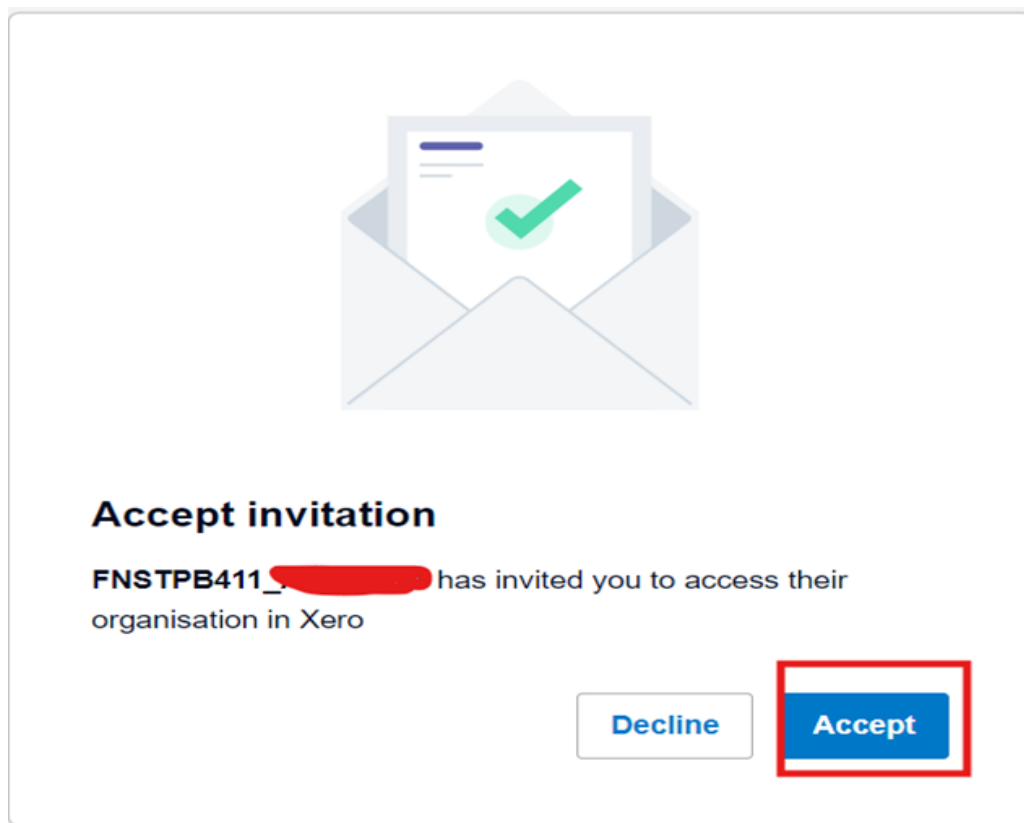 Accept invitation
FNSTPB411_ has invited you to access their
organisation in Xero
Decline
Accept